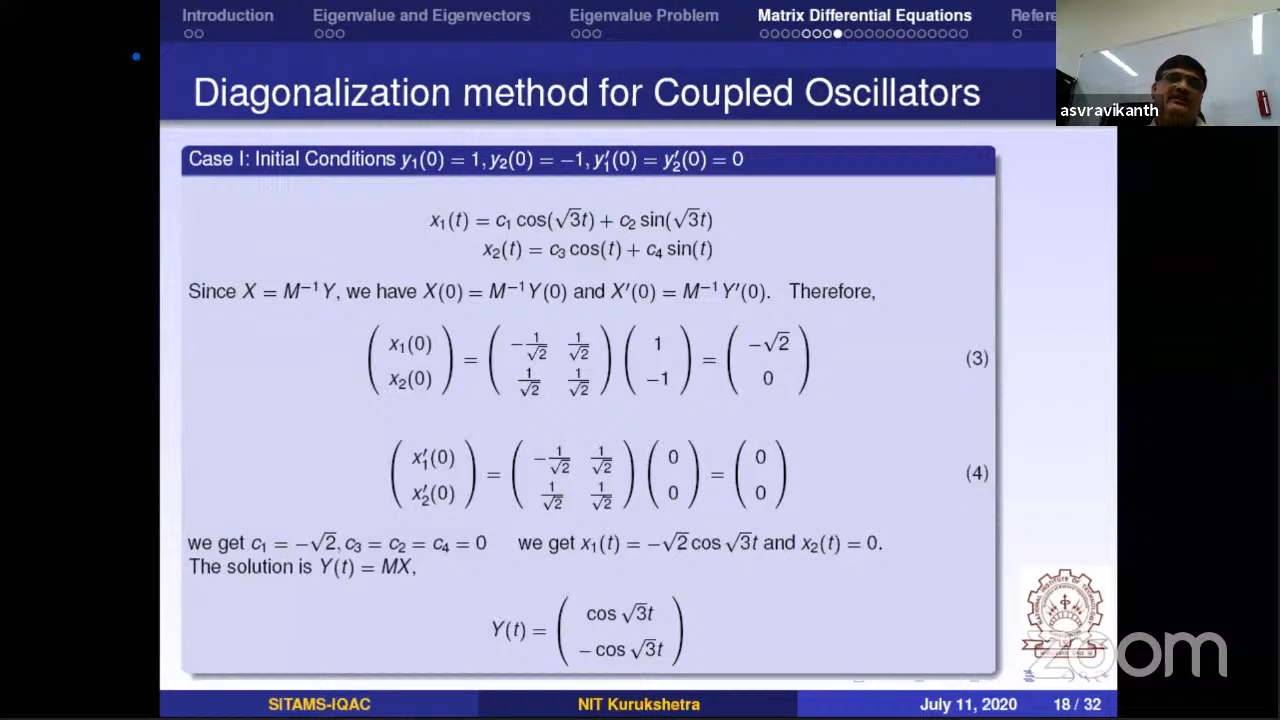 Introduction Eigenvalue and Eigenvectors Eigenvalue Problem Matrix Differential Equations Refere
asvravikanth
Diagonalization method for Coupled Oscillators
Case I: Initial Conditions y₁(0) = 1, y₂(0) = −1, y₁′(0) = y₂′(0) = 0
x₁(t) = c₁ cos(√3t) + c₂ sin(√3t)
x₂(t) = c₃ cos(t) + c₄ sin(t)
Since X = M⁻¹Y, we have X(0) = M⁻¹Y(0) and X′(0) = M⁻¹Y′(0). Therefore,
( x₁(0) x₂(0) ) = ( −1/√2 1/√2 1/√2 1/√2 ) ( 1 −1 ) = ( −√2 0 ) (3)
( x₁′(0) x₂′(0) ) = ( −1/√2 1/√2 1/√2 1/√2 ) ( 0 0 ) = ( 0 0 ) (4)
we get c₁ = −√2, c₃ = c₂ = c₄ = 0 we get x₁(t) = −√2 cos √3t and x₂(t) = 0.
The solution is Y(t) = MX,
Y(t) = ( cos √3t − cos √3t )
zoom
SITAMS-IQAC NIT Kurukshetra July 11, 2020 18 / 32